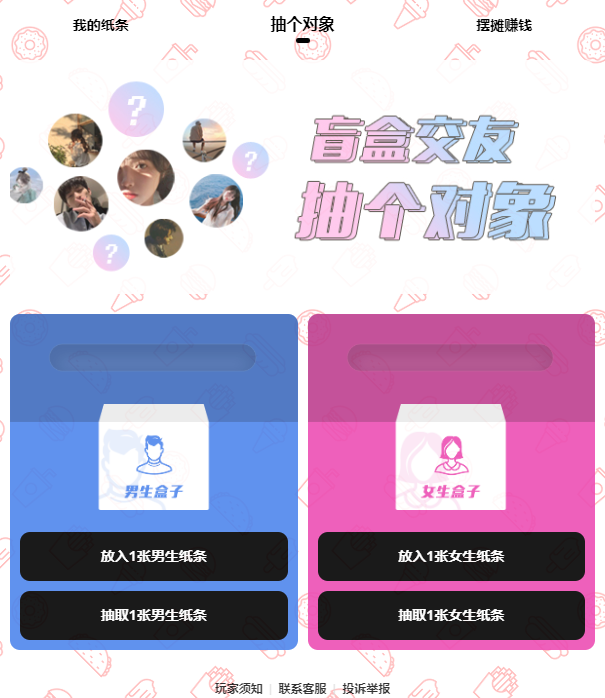 我的纸条 抽个对象 摆摊赚钱
?
?
?
盲盒交友
抽个对象
男生盒子 女生盒子
放入1张男生纸条 放入1张女生纸条
抽取1张男生纸条 抽取1张女生纸条
玩家须知 | 联系客服 | 投诉举报